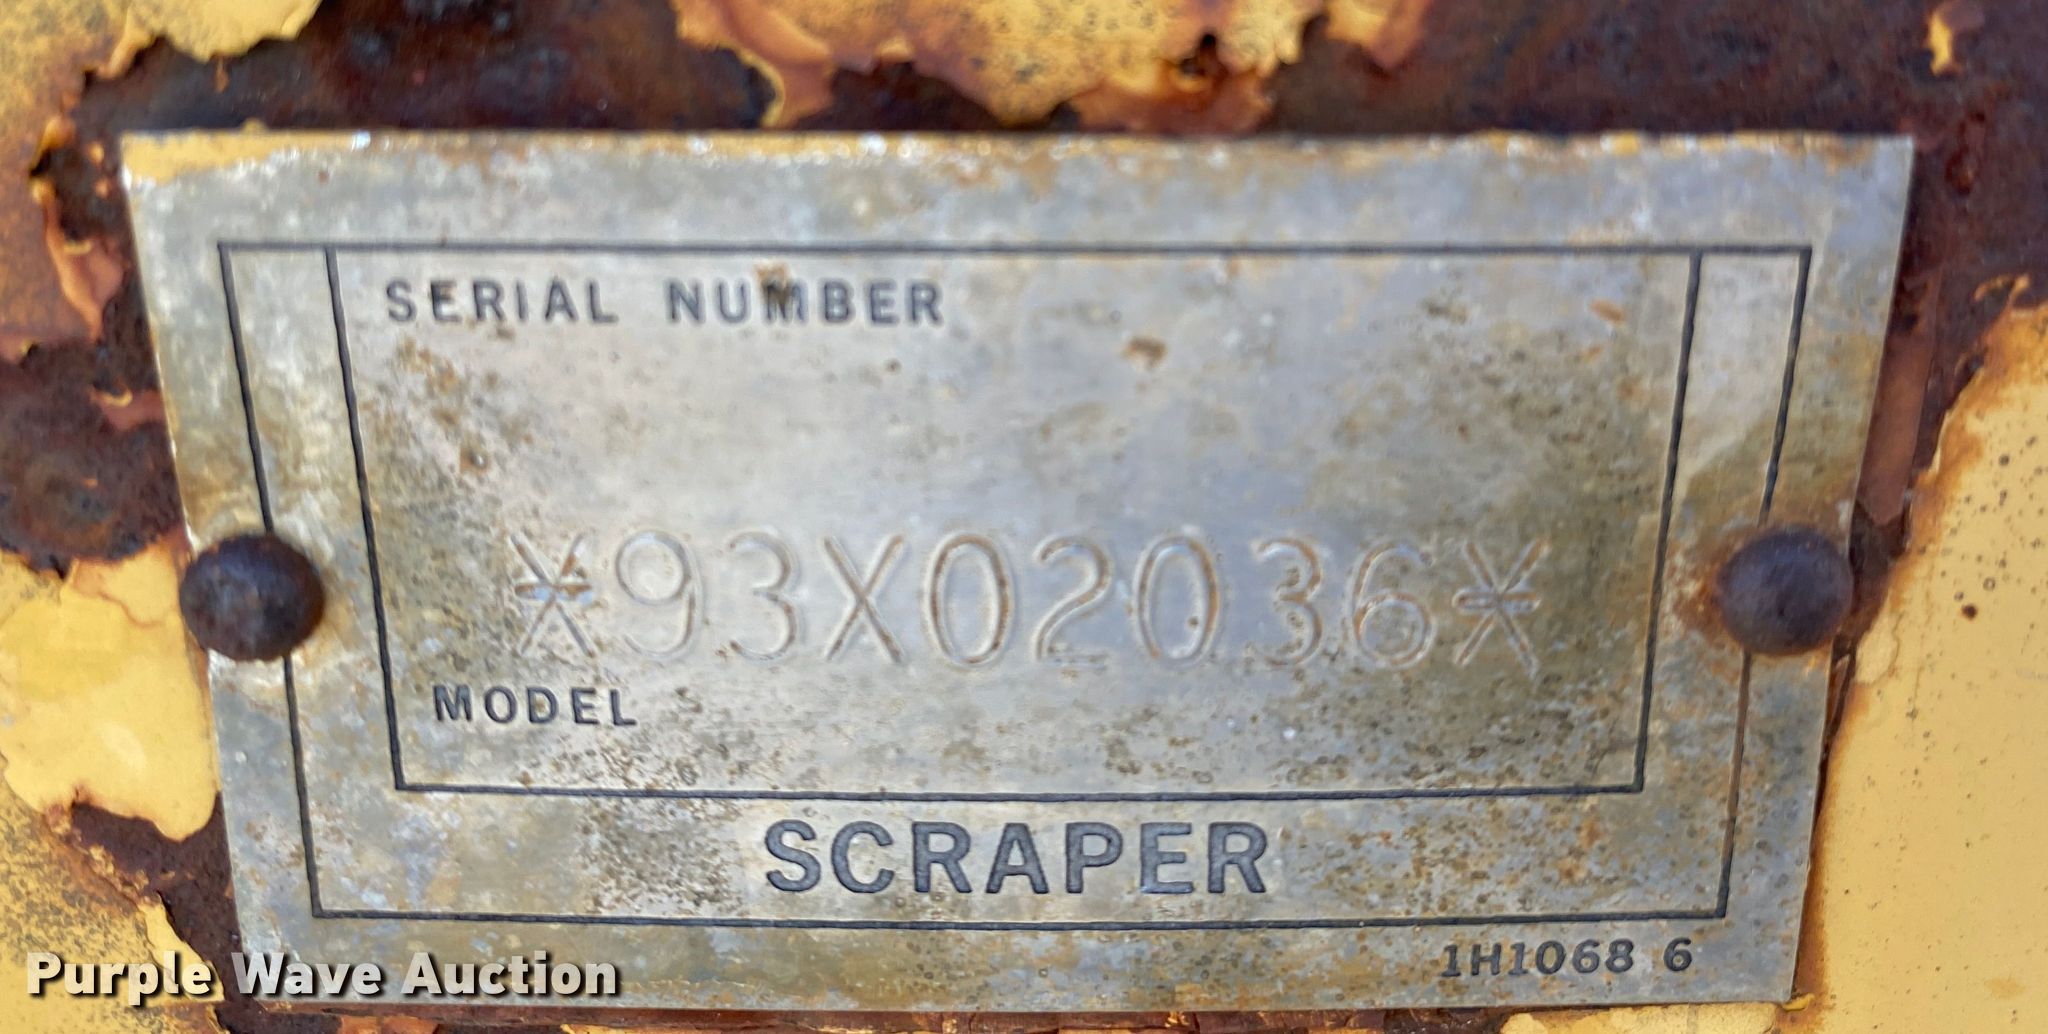 SERIAL NUMBER
*93X02036*
MODEL
SCRAPER
1H1068 6
Purple Wave Auction